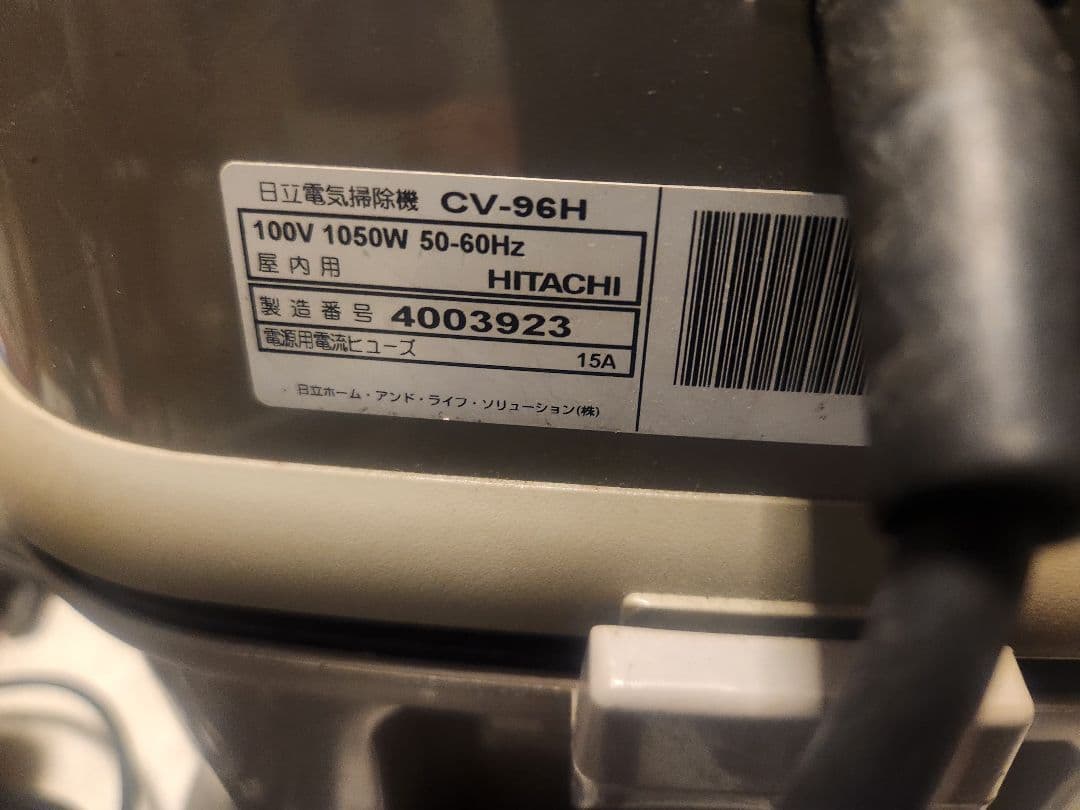 日立電気掃除機 CV-96H
100V 1050W 50-60Hz
屋内用 HITACHI
製造番号 4003923
電源用電流ヒューズ 15A
日立ホーム・アンド・ライフ・ソリューション(株)